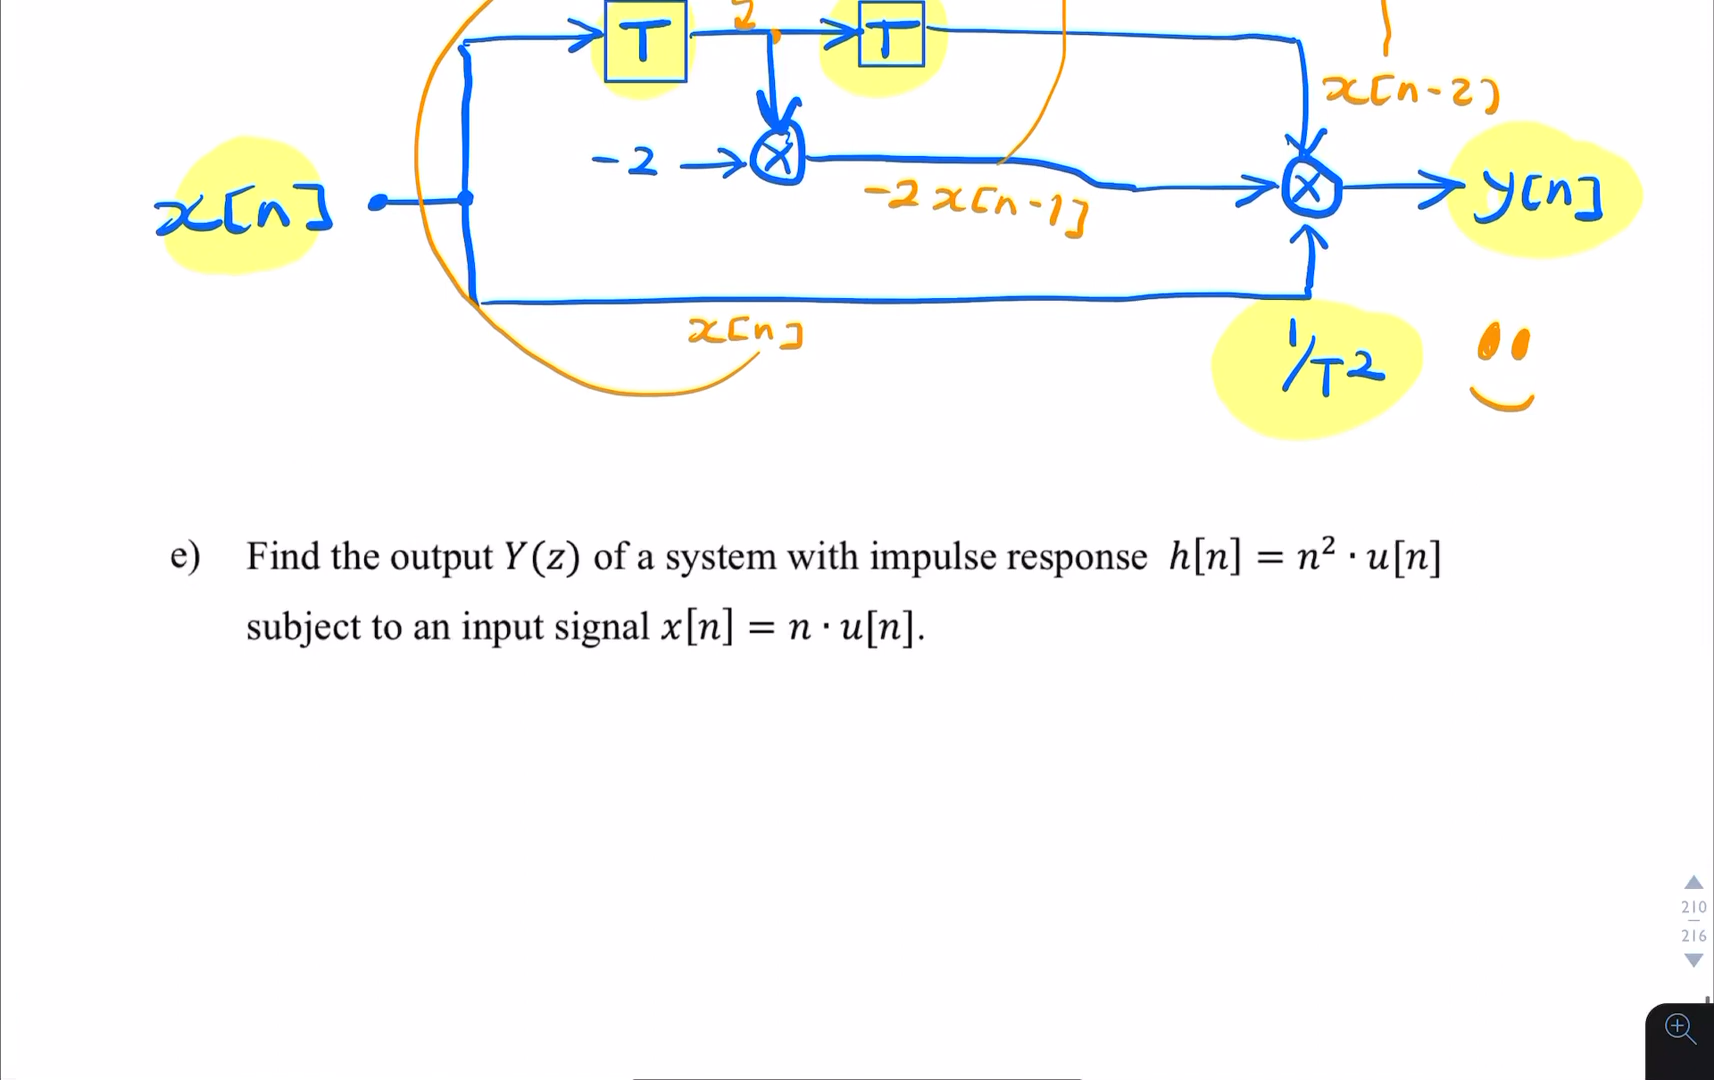 T
2
T
x[n-2)
-2
x
-2x[n-1]
x
x[n]
y[n]
x[n]
1/T2
e) Find the output Y(z) of a system with impulse response h[n] = n² · u[n]
subject to an input signal x[n] = n · u[n].
210
216